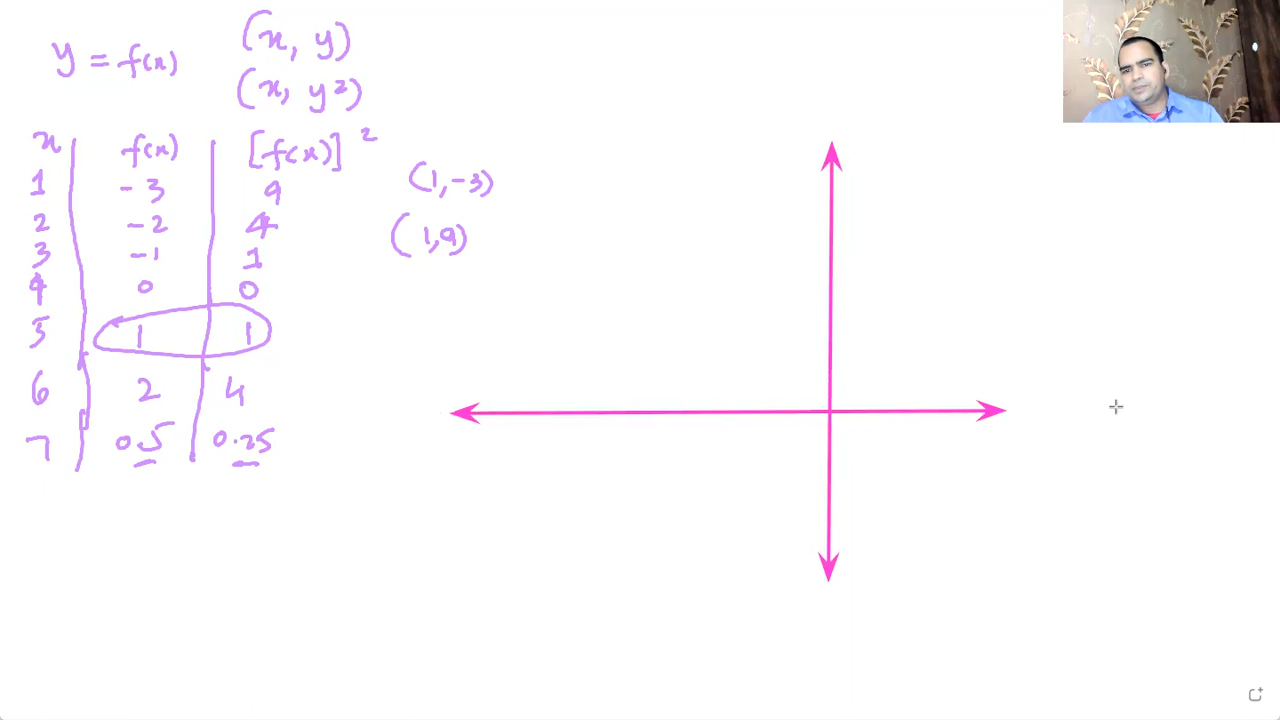 y = f(x) (x, y)
(x, y²)
x f(x) [f(x)]²
1 -3 9 (1,-3)
2 -2 4 (1,9)
3 -1 1
4 0 0
5 1 1
6 2 4
7 0.5 0.25